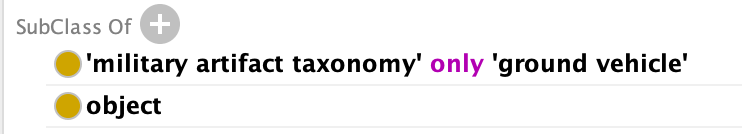 SubClass Of +
'military artifact taxonomy' only 'ground vehicle'
object